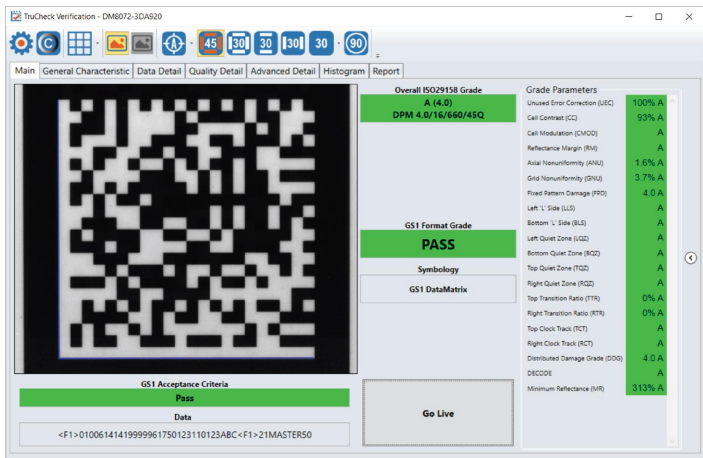 TruCheck Verification - DM8072-3DA920
A 45 30 30 30 30 90
Main General Characteristic Data Detail Quality Detail Advanced Detail Histogram Report
Overall ISO29158 Grade
A (4.0)
DPM 4.0/16/660/45Q
GS1 Format Grade
PASS
Symbology
GS1 DataMatrix
GS1 Acceptance Criteria
Pass
Data
<F1>01006141419999961750123110123ABC<F1>21MASTER50
Go Live
Grade Parameters
Unused Error Correction (UEC) 100% A
Cell Contrast (CC) 93% A
Cell Modulation (CMOD) A
Reflectance Margin (RM) A
Axial Nonuniformity (ANU) 1.6% A
Grid Nonuniformity (GNU) 3.7% A
Fixed Pattern Damage (FPD) 4.0 A
Left 'L' Side (LLS) A
Bottom 'L' Side (BLS) A
Left Quiet Zone (LQZ) A
Bottom Quiet Zone (BQZ) A
Top Quiet Zone (TQZ) A
Right Quiet Zone (RQZ) A
Top Transition Ratio (TTR) 0% A
Right Transition Ratio (RTR) 0% A
Top Clock Track (TCT) A
Right Clock Track (RCT) A
Distributed Damage Grade (DDG) 4.0 A
DECODE A
Minimum Reflectance (MR) 313% A